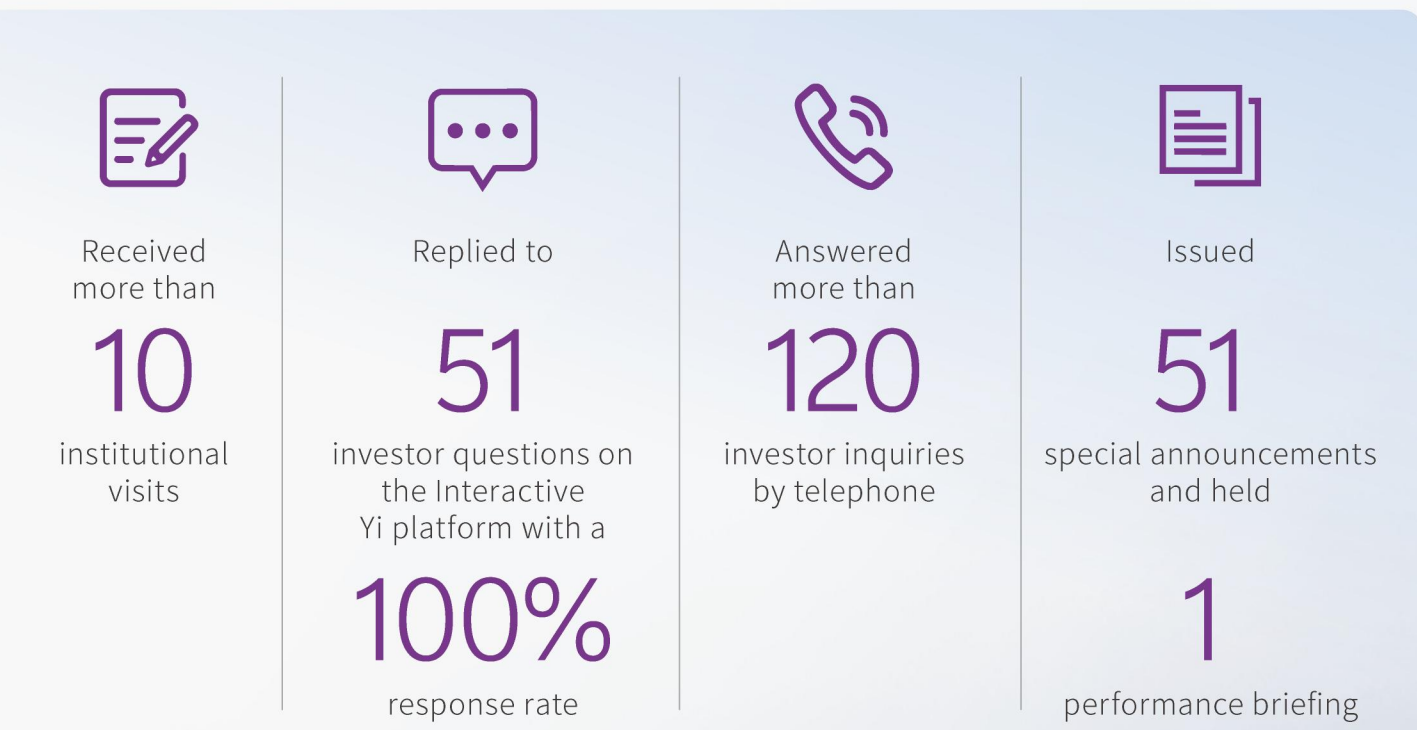 Received
more than
10
institutional
visits
Replied to
51
investor questions on
the Interactive
Yi platform with a
100%
response rate
Answered
more than
120
investor inquiries
by telephone
Issued
51
special announcements
and held
1
performance briefing